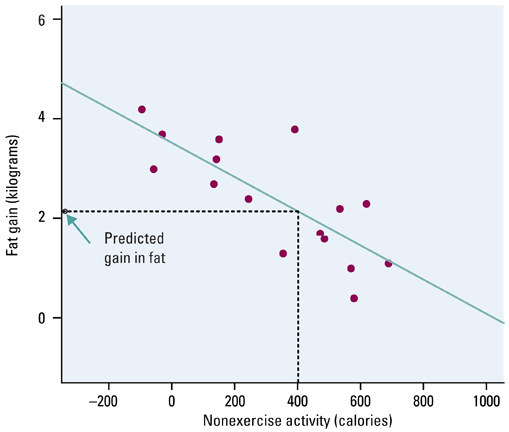 6
4
2
0
Fat gain (kilograms)
Predicted
gain in fat
−200 0 200 400 600 800 1000
Nonexercise activity (calories)